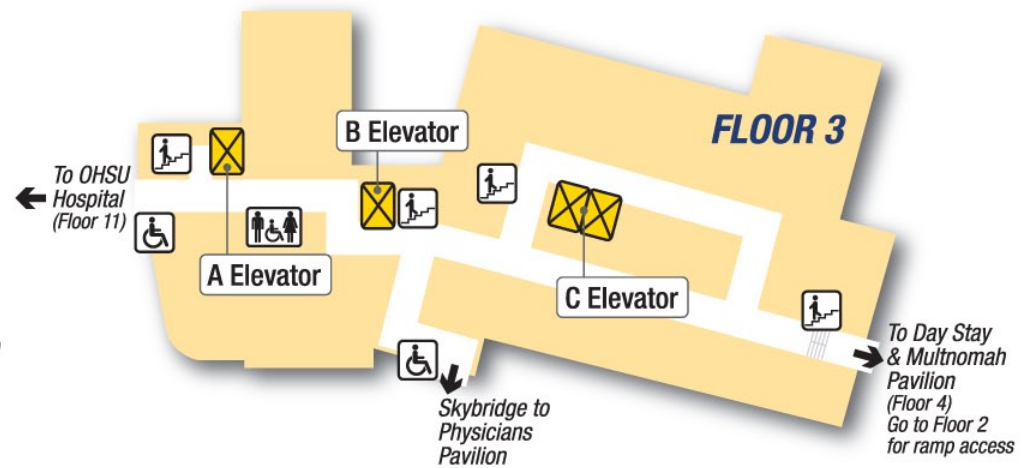 FLOOR 3
B Elevator
To OHSU
Hospital
(Floor 11)
A Elevator
C Elevator
To Day Stay
& Multnomah
Pavilion
(Floor 4)
Go to Floor 2
for ramp access
Skybridge to
Physicians
Pavilion